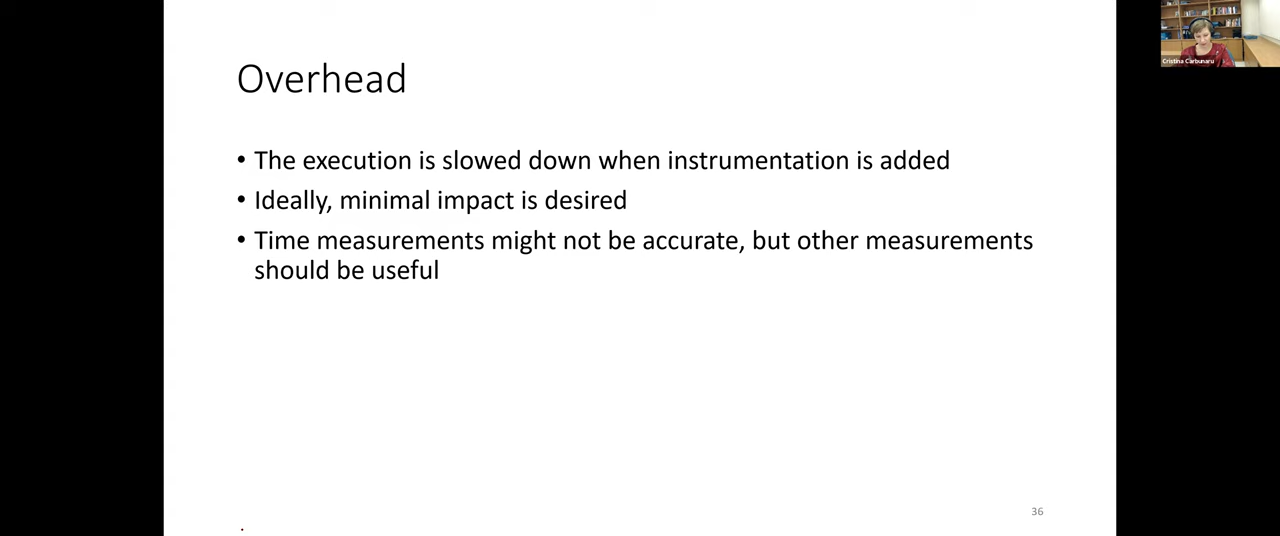 Overhead
• The execution is slowed down when instrumentation is added
• Ideally, minimal impact is desired
• Time measurements might not be accurate, but other measurements
should be useful
36
Cristina Carbunaru